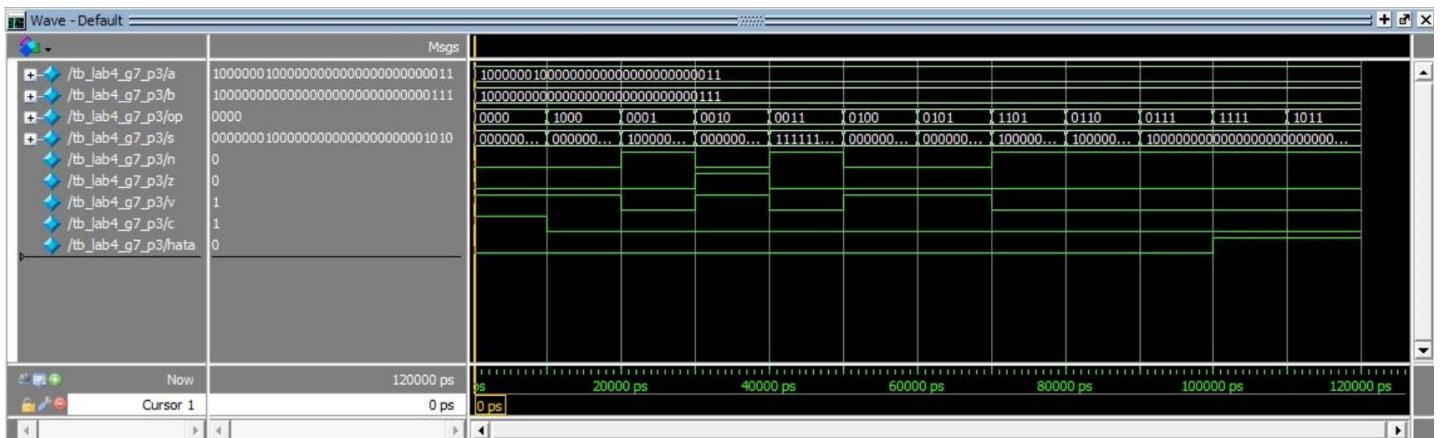 Wave - Default
Msgs
/tb_lab4_g7_p3/a 10000001000000000000000000000011 10000001000000000000000000000011
/tb_lab4_g7_p3/b 10000000000000000000000000000111 10000000000000000000000000000111
/tb_lab4_g7_p3/op 0000 0000 1000 0001 0010 0011 0100 0101 1101 0110 0111 1111 1011
/tb_lab4_g7_p3/s 00000001000000000000000000001010 000000... 000000... 100000... 000000... 111111... 000000... 000000... 100000... 100000... 1000000000000000000000000...
/tb_lab4_g7_p3/n 0
/tb_lab4_g7_p3/z 0
/tb_lab4_g7_p3/v 1
/tb_lab4_g7_p3/c 1
/tb_lab4_g7_p3/hata 0
Now 120000 ps ps 20000 ps 40000 ps 60000 ps 80000 ps 100000 ps 120000 ps
Cursor 1 0 ps 0 ps